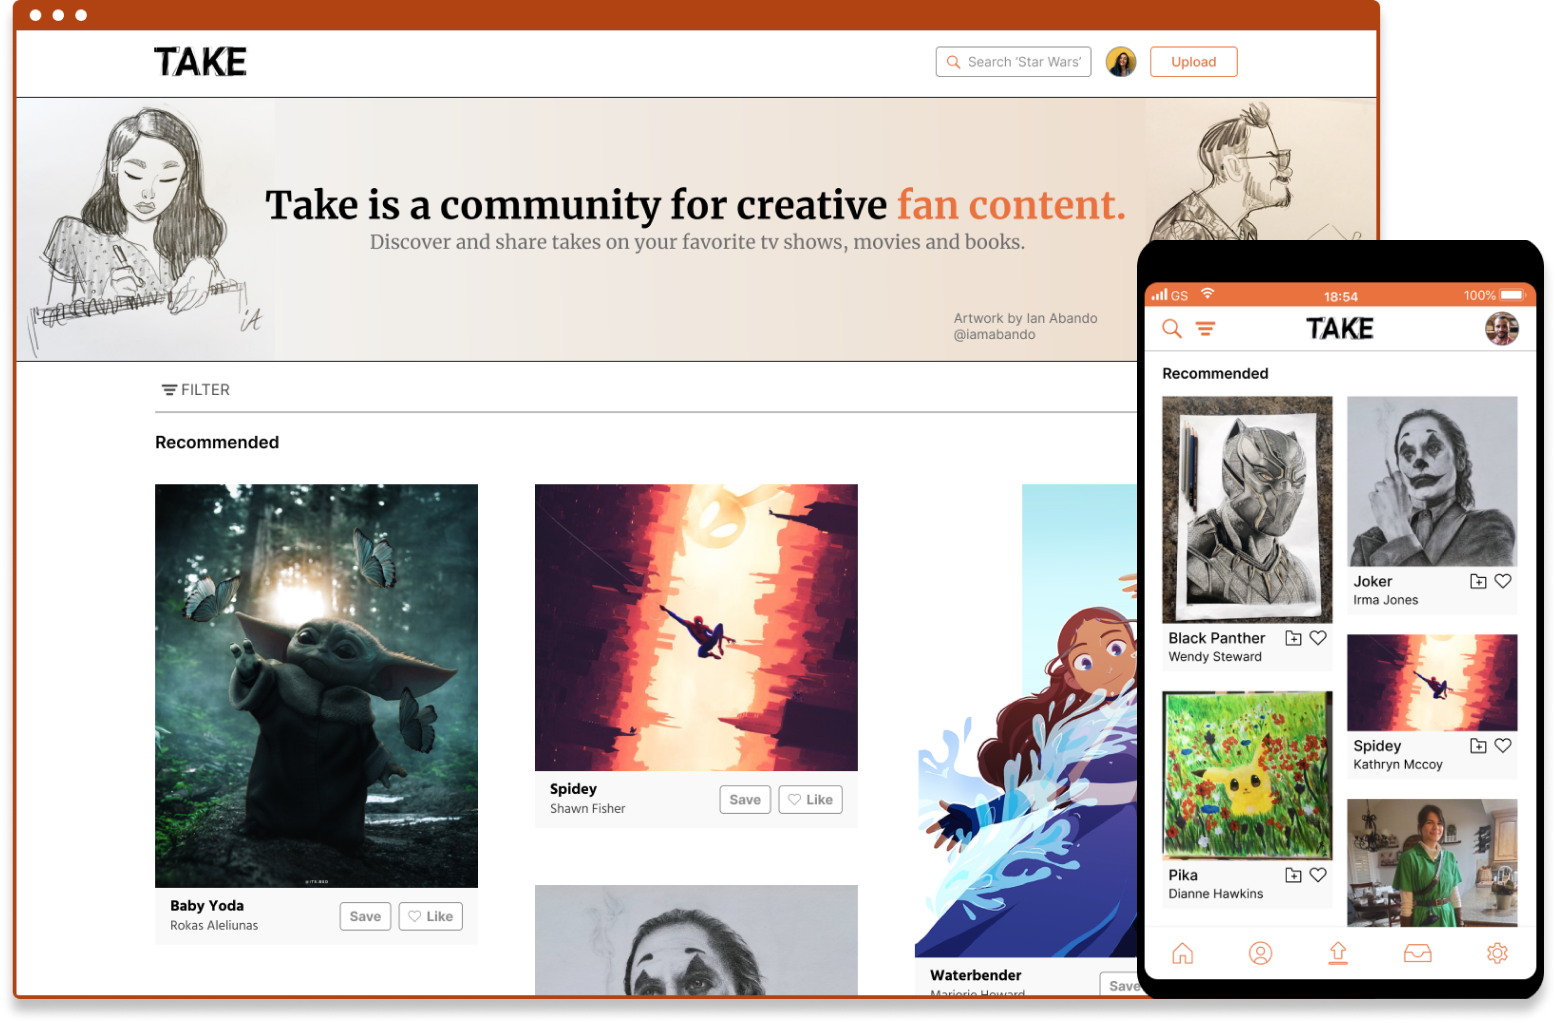 TAKE
Search ‘Star Wars’
Upload
Take is a community for creative fan content.
Discover and share takes on your favorite tv shows, movies and books.
Artwork by Ian Abando
@iamabando
FILTER
Recommended
Baby Yoda
Rokas Aleliunas
Save
Like
Spidey
Shawn Fisher
Save
Like
Waterbender
Marjorie Howard
Save
GS
18:54
100%
TAKE
Recommended
Black Panther
Wendy Steward
Joker
Irma Jones
Spidey
Kathryn Mccoy
Pika
Dianne Hawkins